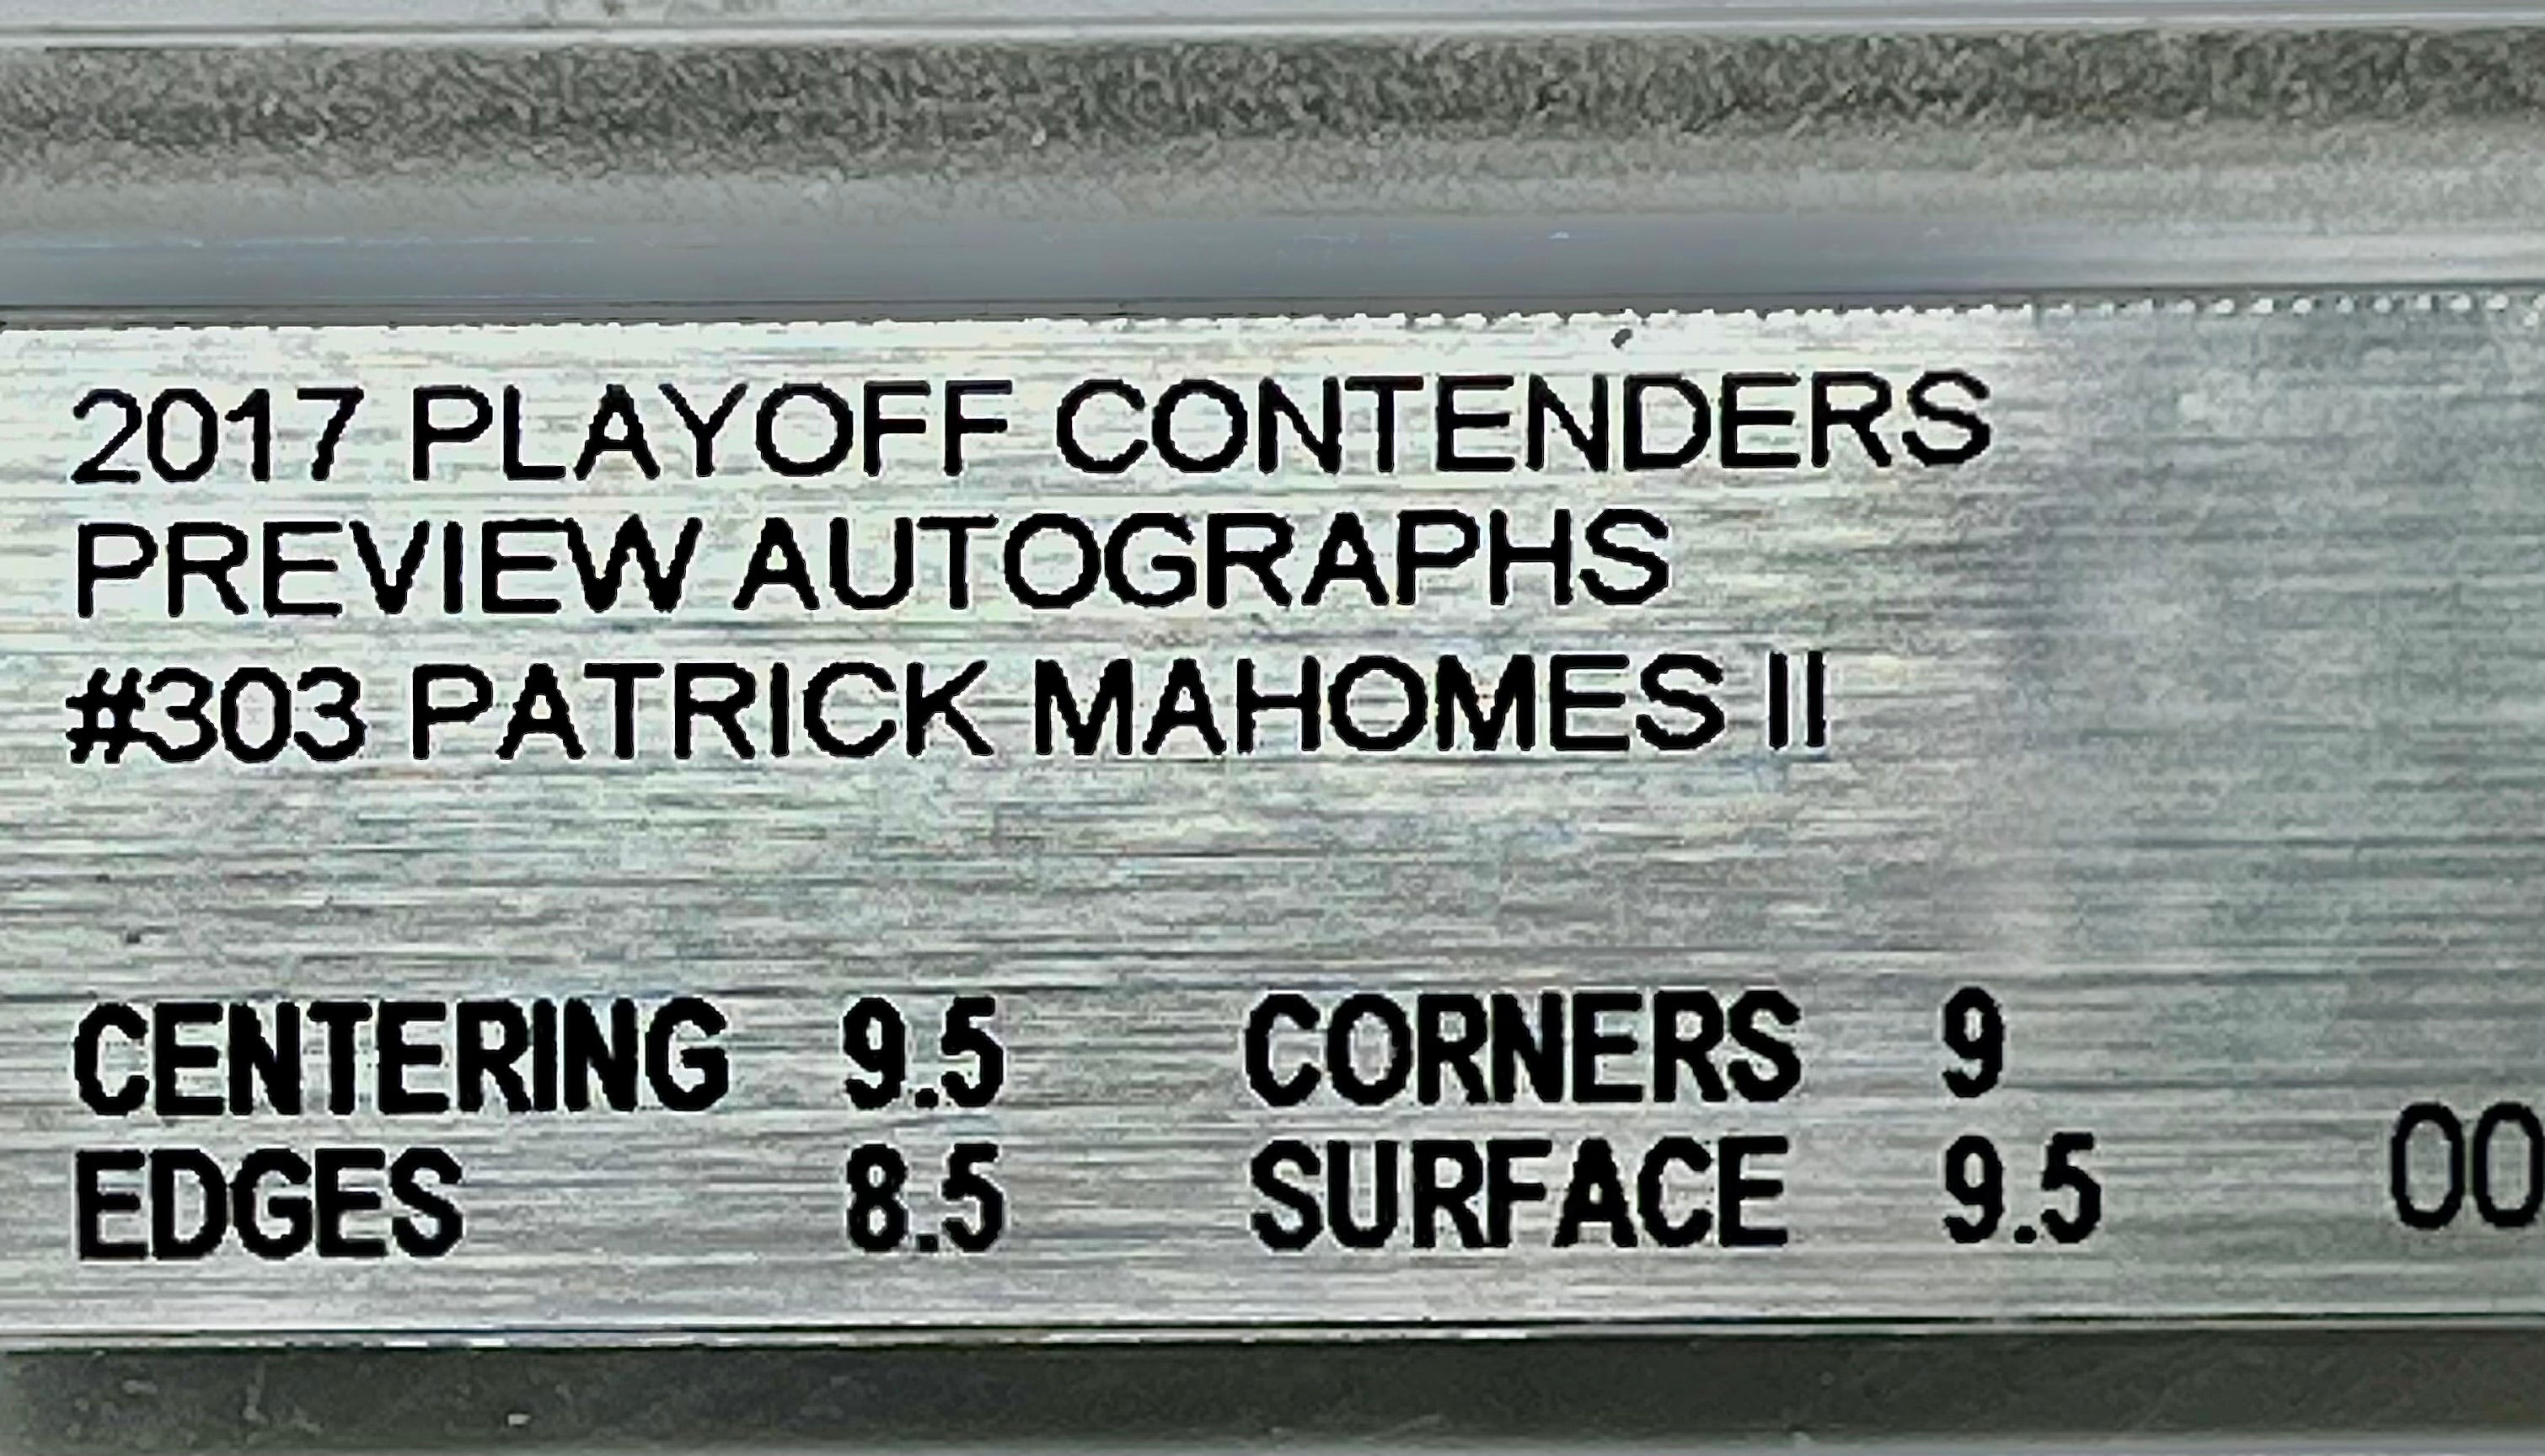 2017 PLAYOFF CONTENDERS
PREVIEW AUTOGRAPHS
#303 PATRICK MAHOMES II
CENTERING 9.5 CORNERS 9
EDGES 8.5 SURFACE 9.5 00